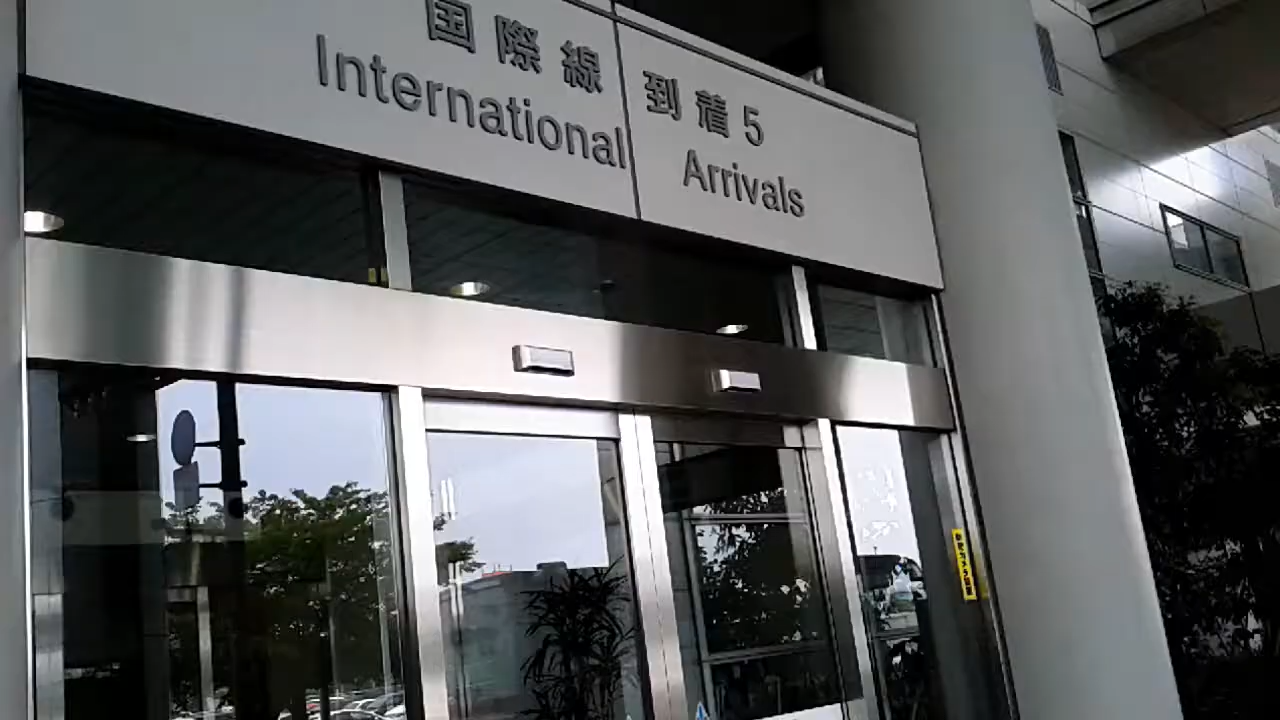 国際線 到着5
International Arrivals